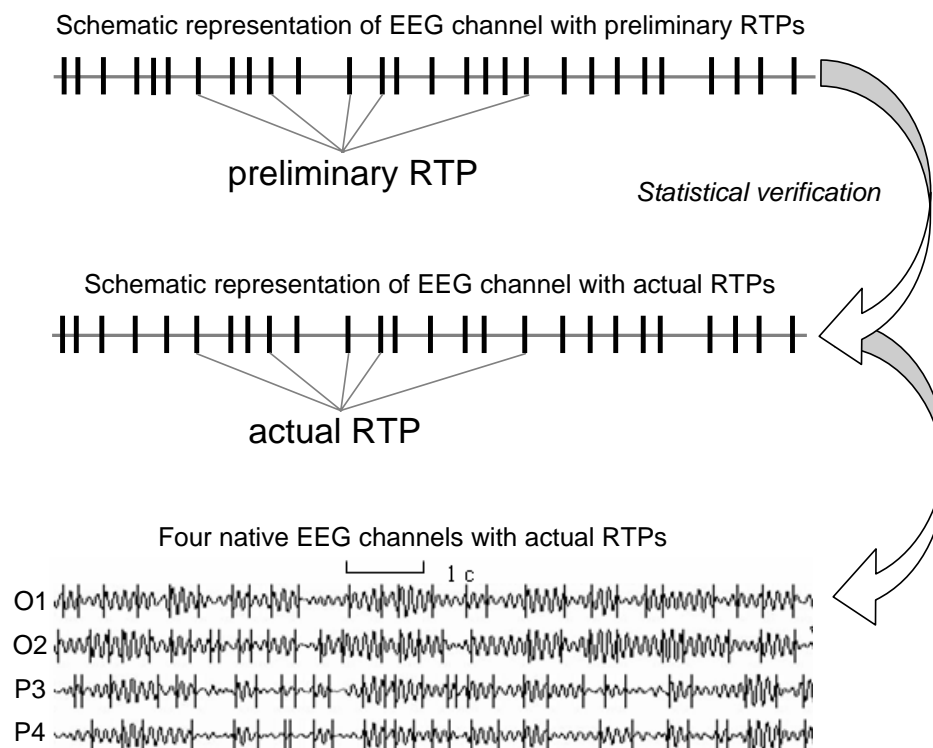 Schematic representation of EEG channel with preliminary RTPs
preliminary RTP
Statistical verification
Schematic representation of EEG channel with actual RTPs
actual RTP
Four native EEG channels with actual RTPs
1 c
O1
O2
P3
P4